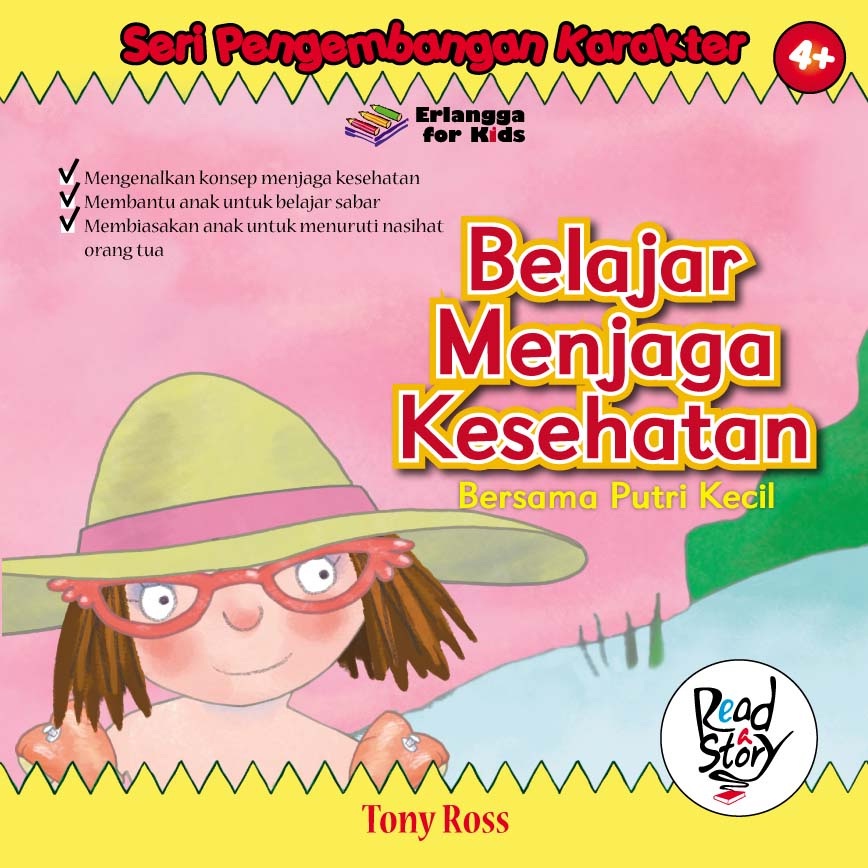 Seri Pengembangan Karakter
4+
Erlangga
for Kids
Mengenalkan konsep menjaga kesehatan
Membantu anak untuk belajar sabar
Membiasakan anak untuk menuruti nasihat
orang tua
Belajar
Menjaga
Kesehatan
Bersama Putri Kecil
Read
a
Story
Tony Ross